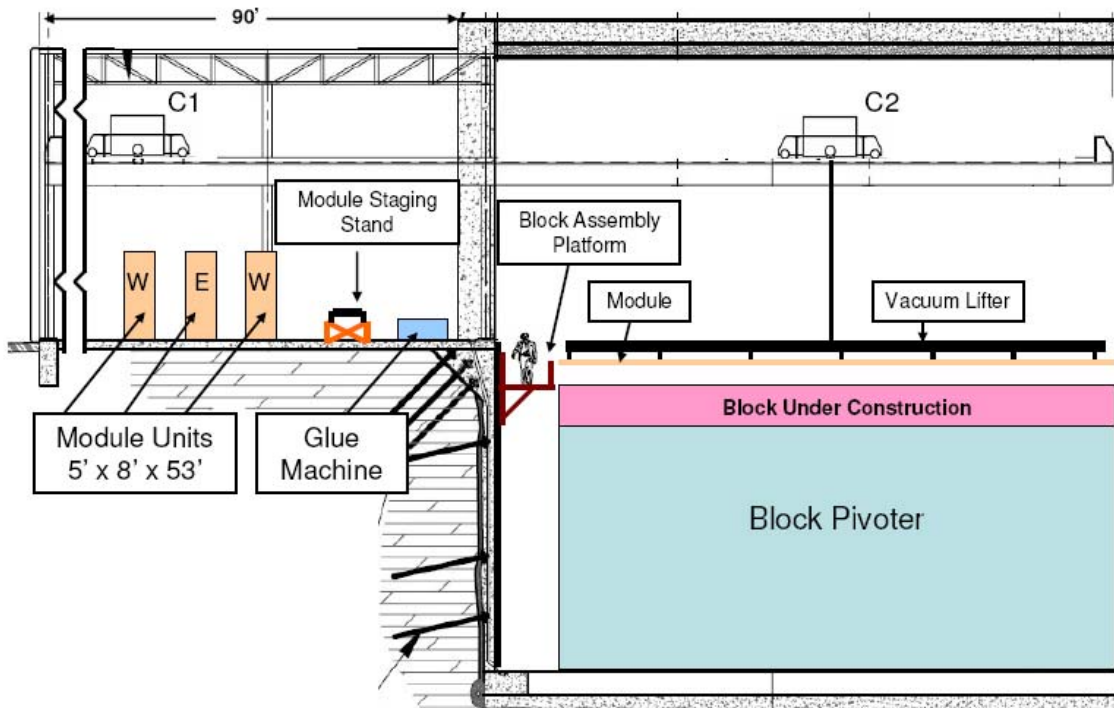 90’
C1
C2
Module Staging
Stand
Block Assembly
Platform
Module
Vacuum Lifter
W
E
W
Module Units
5’ x 8’ x 53’
Glue
Machine
Block Under Construction
Block Pivoter